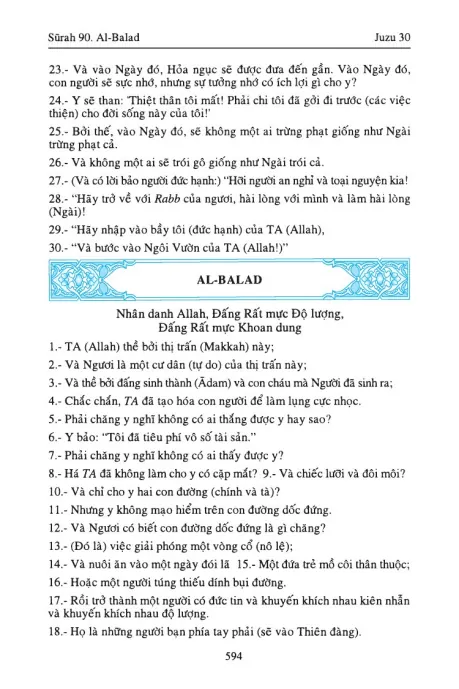 Sūrah 90. Al-Balad
Juzu 30
23.- Và vào Ngày đó, Hỏa ngục sẽ được đưa đến gần. Vào Ngày đó,
con người sẽ sực nhớ, nhưng sự tưởng nhớ có ích lợi gì cho y?
24.- Y sẽ than: 'Thiệt thân tôi mất! Phải chi tôi đã gởi đi trước (các việc
thiện) cho đời sống này của tôi!'
25.- Bởi thế, vào Ngày đó, sẽ không một ai trừng phạt giống như Ngài
trừng phạt cả.
26.- Và không một ai sẽ trói gô giống như Ngài trói cả.
27.- (Và có lời bảo người đức hạnh:) “Hỡi người an nghỉ và toại nguyện kia!
28.- “Hãy trở về với Rabb của ngươi, hài lòng với mình và làm hài lòng
(Ngài)!
29.- “Hãy nhập vào bầy tôi (đức hạnh) của TA (Allah),
30.- “Và bước vào Ngôi Vườn của TA (Allah!)”
AL-BALAD
Nhân danh Allah, Đấng Rất mực Độ lượng,
Đấng Rất mực Khoan dung
1.- TA (Allah) thề bởi thị trấn (Makkah) này;
2.- Và Ngươi là một cư dân (tự do) của thị trấn này;
3.- Và thề bởi đấng sinh thành (Ādam) và con cháu mà Người đã sinh ra;
4.- Chắc chắn, TA đã tạo hóa con người để làm lụng cực nhọc.
5.- Phải chăng y nghĩ không có ai thắng được y hay sao?
6.- Y bảo: “Tôi đã tiêu phí vô số tài sản.”
7.- Phải chăng y nghĩ không có ai thấy được y?
8.- Há TA đã không làm cho y có cặp mắt? 9.- Và chiếc lưỡi và đôi môi?
10.- Và chỉ cho y hai con đường (chính và tà)?
11.- Nhưng y không mạo hiểm trên con đường dốc đứng.
12.- Và Ngươi có biết con đường dốc đứng là gì chăng?
13.- (Đó là) việc giải phóng một vòng cổ (nô lệ);
14.- Và nuôi ăn vào một ngày đói lã 15.- Một đứa trẻ mồ côi thân thuộc;
16.- Hoặc một người túng thiếu dính bụi đường.
17.- Rồi trở thành một người có đức tin và khuyến khích nhau kiên nhẫn
và khuyến khích nhau độ lượng.
18.- Họ là những người bạn phía tay phải (sẽ vào Thiên đàng).
594